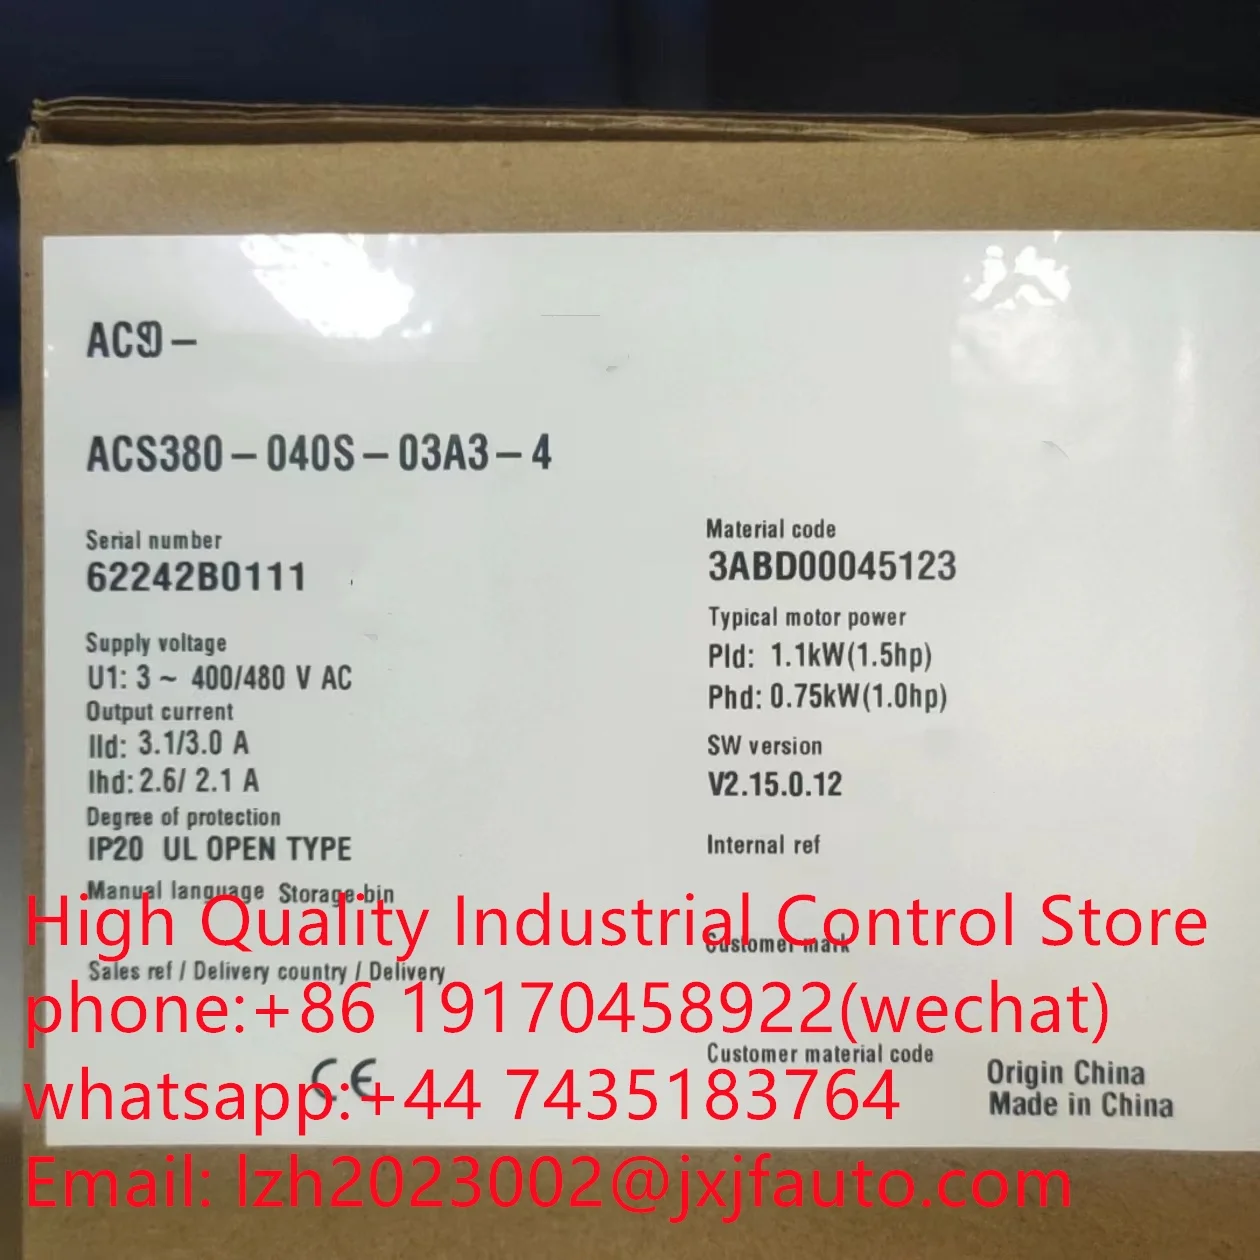 ACS380-040S-03A3-4
Serial number
62242B0111
Supply voltage
U1: 3~ 400/480 V AC
Output current
Ild: 3.1/3.0 A
Ihd: 2.6/ 2.1 A
Degree of protection
IP20 UL OPEN TYPE
Manual language Storage bin
Sales ref / Delivery country / Delivery
CE
Material code
3ABD00045123
Typical motor power
Pld: 1.1kW(1.5hp)
Phd: 0.75kW(1.0hp)
SW version
V2.15.0.12
Internal ref
Customer mark
Customer material code
Origin China
Made in China
High Quality Industrial Control Store
phone:+86 19170458922(wechat)
whatsapp:+44 7435183764
Email: lzh2023002@jxjfauto.com